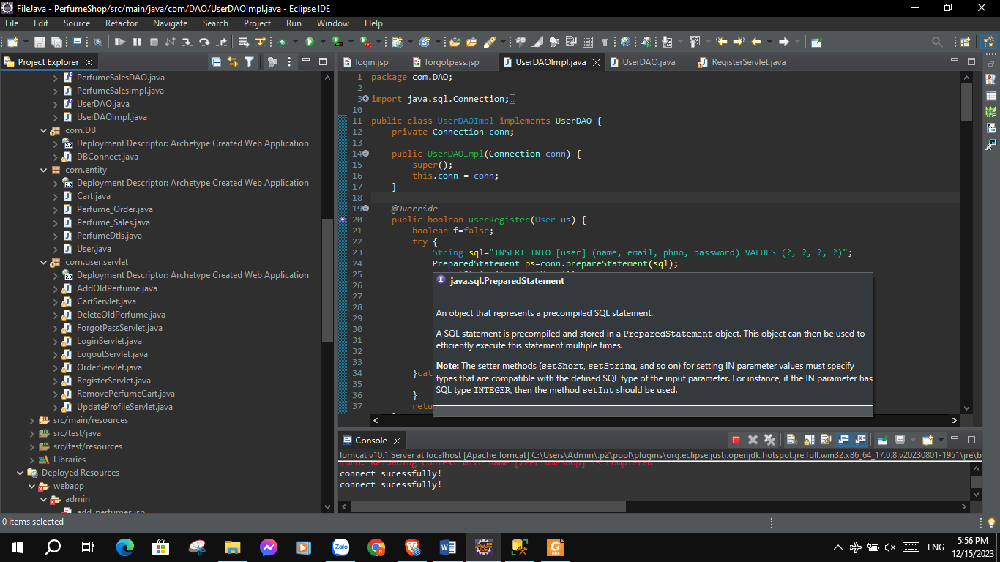 FileJava - PerfumeShop/src/main/java/com/DAO/UserDAOImpl.java - Eclipse IDE
File Edit Source Refactor Navigate Search Project Run Window Help
Project Explorer
PerfumeSalesDAO.java
PerfumeSalesImpl.java
UserDAO.java
UserDAOImpl.java
com.DB
Deployment Descriptor: Archetype Created Web Application
DBConnect.java
com.entity
Deployment Descriptor: Archetype Created Web Application
Cart.java
Perfume_Order.java
Perfume_Sales.java
PerfumeDtls.java
User.java
com.user.servlet
Deployment Descriptor: Archetype Created Web Application
AddOldPerfume.java
CartServlet.java
DeleteOldPerfume.java
ForgotPassServlet.java
LoginServlet.java
LogoutServlet.java
OrderServlet.java
RegisterServlet.java
RemovePerfumeCart.java
UpdateProfileServlet.java
src/main/resources
src/test/java
src/test/resources
Libraries
Deployed Resources
webapp
admin
add_perfumes.jsp
login.jsp forgotpass.jsp UserDAOImpl.java UserDAO.java RegisterServlet.java
1 package com.DAO;
2
3 import java.sql.Connection;
10
11 public class UserDAOImpl implements UserDAO {
12 private Connection conn;
13
14 public UserDAOImpl(Connection conn) {
15 super();
16 this.conn = conn;
17 }
18
19 @Override
20 public boolean userRegister(User us) {
21 boolean f=false;
22 try {
23 String sql="INSERT INTO [user] (name, email, phno, password) VALUES (?, ?, ?, ?)";
24 PreparedStatement ps=conn.prepareStatement(sql);
25
26
27
28
29
30
31
32
33
34 }cat
35
36 }
37 retu
java.sql.PreparedStatement
An object that represents a precompiled SQL statement.
A SQL statement is precompiled and stored in a PreparedStatement object. This object can then be used to
efficiently execute this statement multiple times.
Note: The setter methods (setShort, setString, and so on) for setting IN parameter values must specify
types that are compatible with the defined SQL type of the input parameter. For instance, if the IN parameter has
SQL type INTEGER, then the method setInt should be used.
Console
Tomcat v10.1 Server at localhost [Apache Tomcat] C:\Users\Admin\.p2\pool\plugins\org.eclipse.justj.openjdk.hotspot.jre.full.win32.x86_64_17.0.8.v20230801-1951\jre\b
INFO: Reloading Context with name [/PerfumeShop] is completed
connect sucessfully!
connect sucessfully!
0 items selected
Zalo
ENG
5:56 PM
12/15/2023